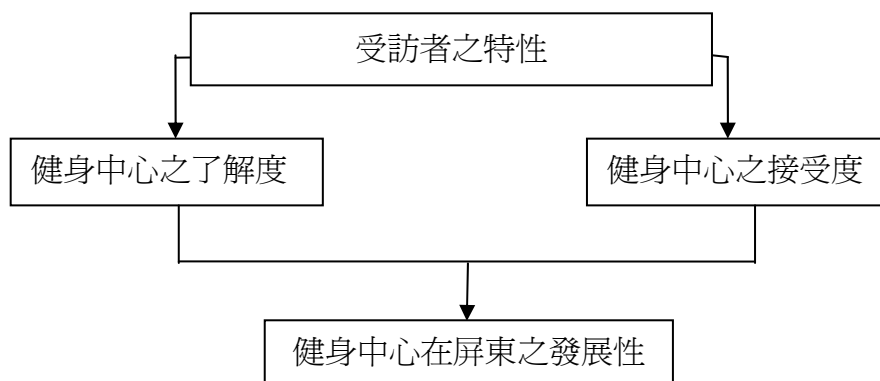 受訪者之特性
健身中心之了解度
健身中心之接受度
健身中心在屏東之發展性